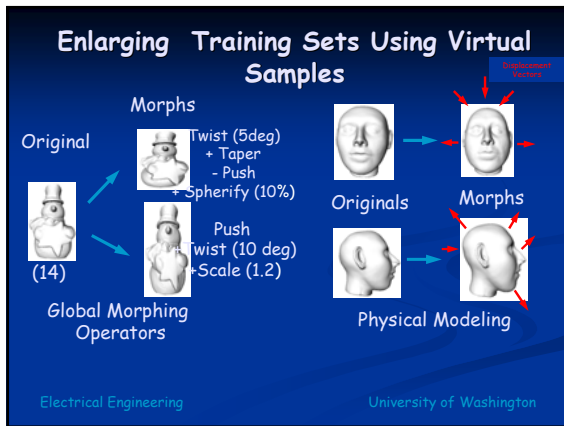 Enlarging Training Sets Using Virtual
Samples
Displacement
Vectors
Morphs
Original
Twist (5deg)
+ Taper
- Push
+ Spherify (10%)
Push
+Twist (10 deg)
+Scale (1.2)
(14)
Global Morphing
Operators
Originals
Morphs
Physical Modeling
Electrical Engineering
University of Washington